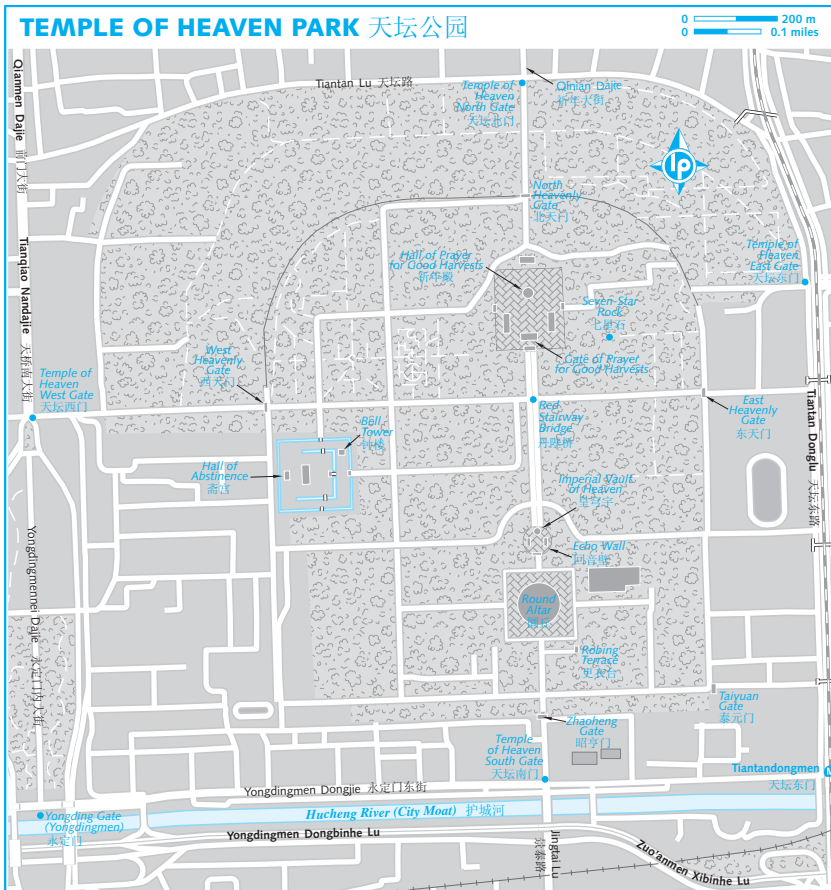 TEMPLE OF HEAVEN PARK 天坛公园
0 200 m
0 0.1 miles
Qianmen Dajie 前门大街
Tiantan Lu 天坛路
Temple of
Heaven
North Gate
天坛北门
Qinian Dajie
祈年大街
lp
North
Heavenly
Gate
北天门
Temple of
Heaven
East Gate
天坛东门
Hall of Prayer
for Good Harvests
祈年殿
Seven-Star
Rock
七星石
Tianqiao Nandajie 天桥南大街
West
Heavenly
Gate
西天门
Gate of Prayer
for Good Harvests
Temple of
Heaven
West Gate
天坛西门
Bell
Tower
钟楼
Red
Stairway
Bridge
丹陛桥
East
Heavenly
Gate
东天门
Tiantan Donglu 天坛东路
Hall of
Abstinence
斋宫
Imperial Vault
of Heaven
皇穹宇
Echo Wall
回音壁
Yongdingmennei Dajie 永定门内大街
Round
Altar
圜丘
Robing
Terrace
更衣台
Taiyuan
Gate
泰元门
Zhaoheng
Gate
昭亨门
Temple
of Heaven
South Gate
天坛南门
Tiantandongmen
天坛东门
M
Yongdingmen Dongjie 永定门东街
Hucheng River (City Moat) 护城河
Yongding Gate
(Yongdingmen)
永定门
Yongdingmen Dongbinhe Lu
Jingtai Lu
景泰路
Zuo'anmen Xibinhe Lu